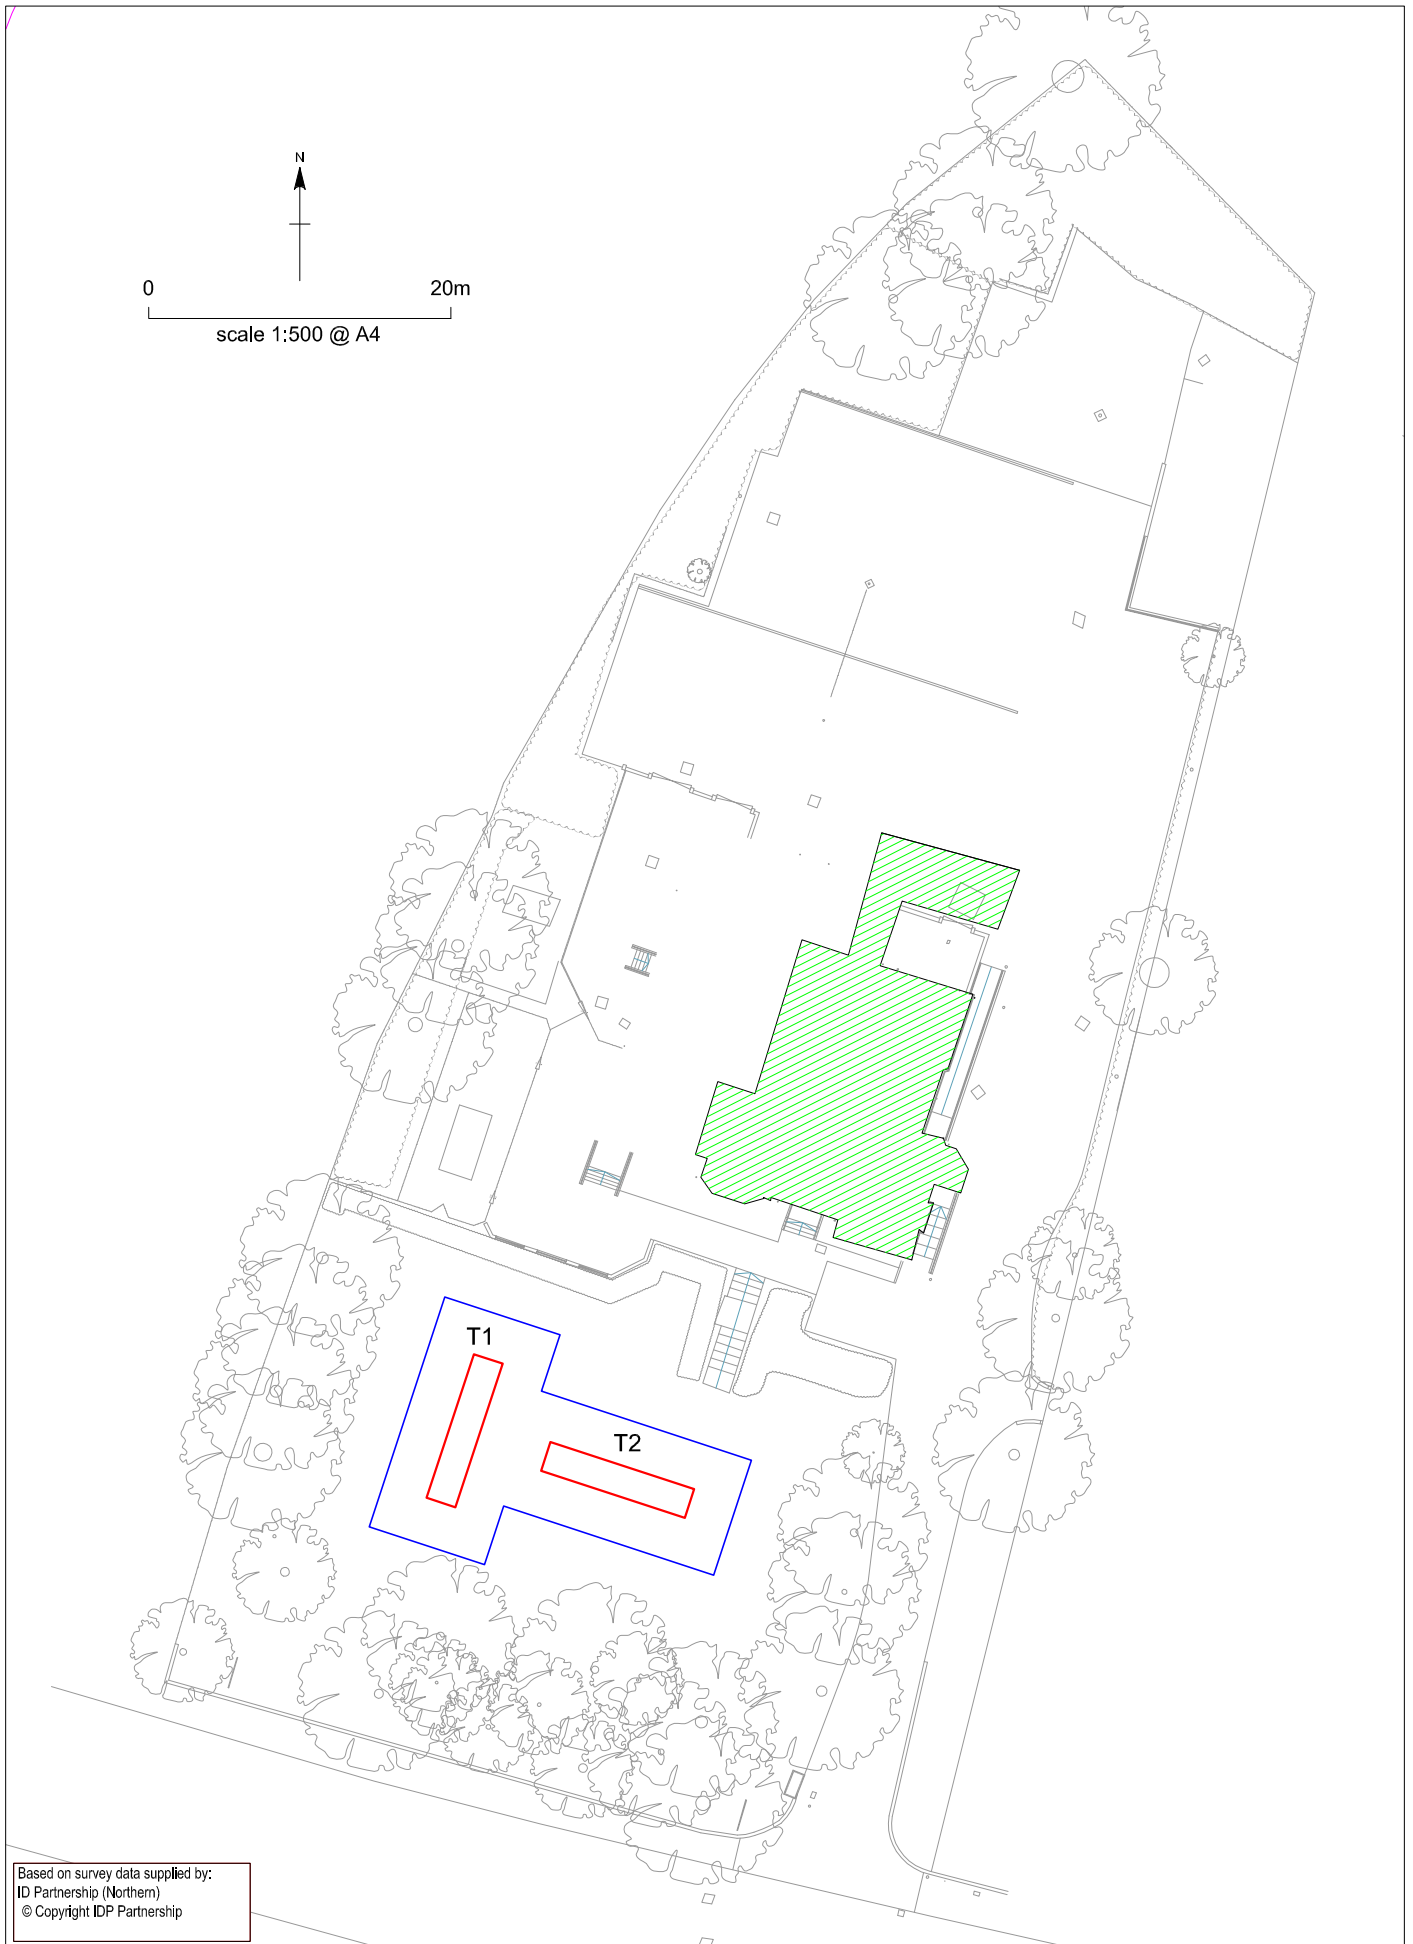 N
0 20m
scale 1:500 @ A4
T1
T2
Based on survey data supplied by:
ID Partnership (Northern)
© Copyright IDP Partnership